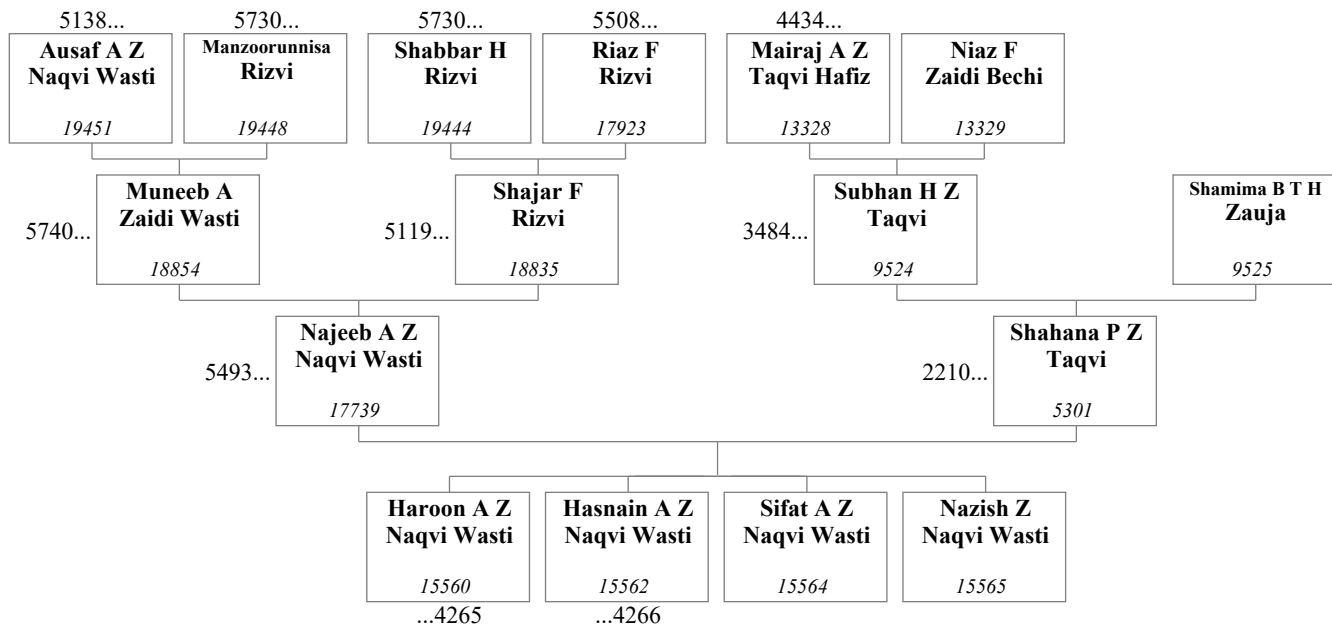 5138...
5730...
5730...
5508...
4434...
Ausaf A Z
Naqvi Wasti
19451
Manzoorunnisa
Rizvi
19448
Shabbar H
Rizvi
19444
Riaz F
Rizvi
17923
Mairaj A Z
Taqvi Hafiz
13328
Niaz F
Zaidi Bechi
13329
5740...
Muneeb A
Zaidi Wasti
18854
5119...
Shajar F
Rizvi
18835
3484...
Subhan H Z
Taqvi
9524
Shamima B T H
Zauja
9525
5493...
Najeeb A Z
Naqvi Wasti
17739
2210...
Shahana P Z
Taqvi
5301
Haroon A Z
Naqvi Wasti
15560
...4265
Hasnain A Z
Naqvi Wasti
15562
...4266
Sifat A Z
Naqvi Wasti
15564
Nazish Z
Naqvi Wasti
15565